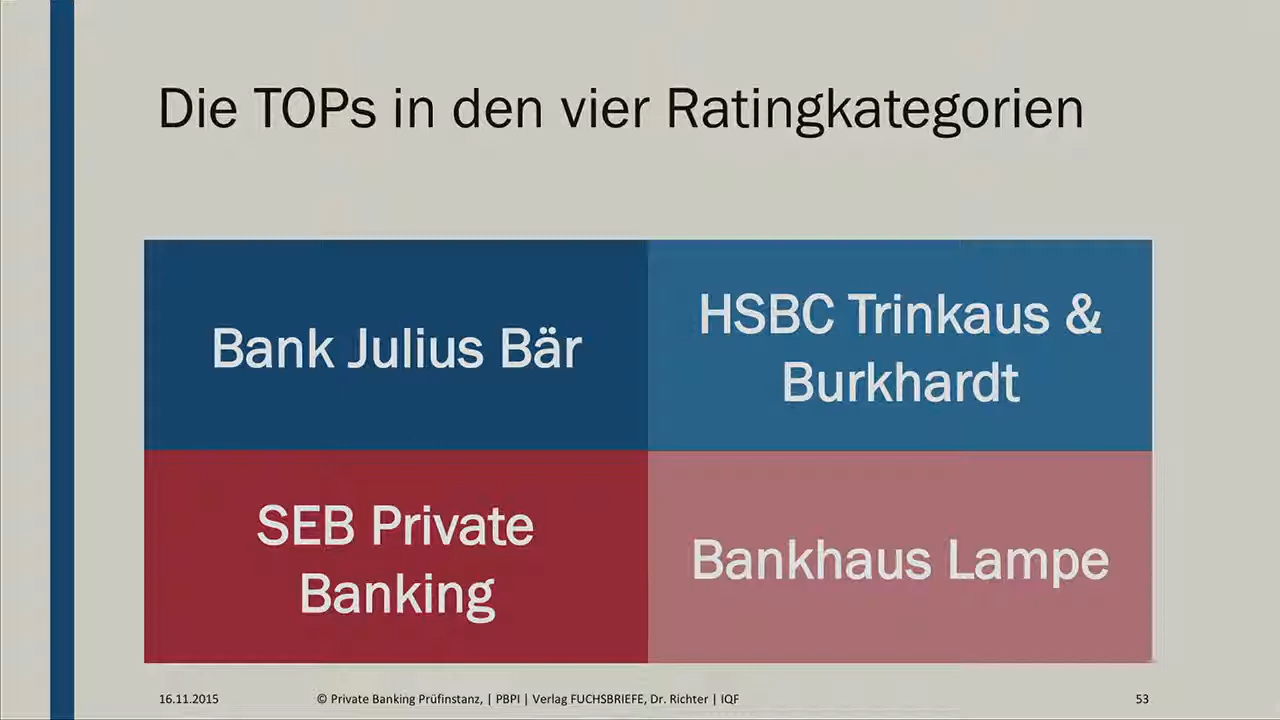 Die TOPs in den vier Ratingkategorien
Bank Julius Bär
HSBC Trinkaus &
Burkhardt
SEB Private
Banking
Bankhaus Lampe
16.11.2015
© Private Banking Prüfinstanz, | PBPI | Verlag FUCHSBRIEFE, Dr. Richter | IQF
53